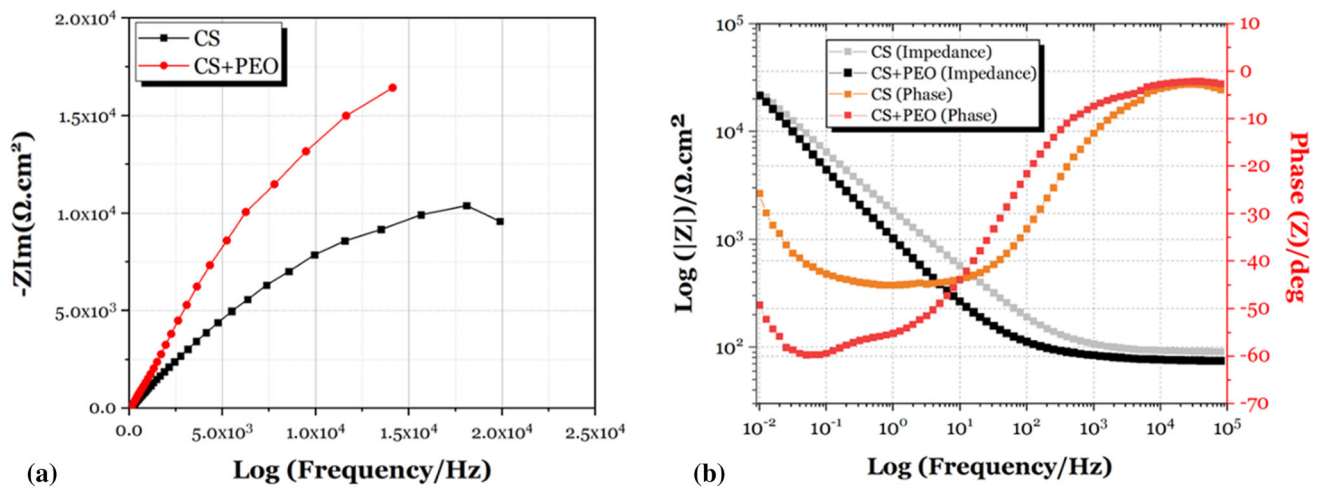 CS
CS+PEO
-ZIm(Ω.cm²)
2.0x10⁴
1.5x10⁴
1.0x10⁴
5.0x10³
0.0
0.0 5.0x10³ 1.0x10⁴ 1.5x10⁴ 2.0x10⁴ 2.5x10⁴
Log (Frequency/Hz)
(a)
CS (Impedance)
CS+PEO (Impedance)
CS (Phase)
CS+PEO (Phase)
Log (|Z|)/Ω.cm²
10⁵
10⁴
10³
10²
10
0
-10
-20
-30
-40
-50
-60
-70
Phase (Z)/deg
10⁻² 10⁻¹ 10⁰ 10¹ 10² 10³ 10⁴ 10⁵
Log (Frequency/Hz)
(b)